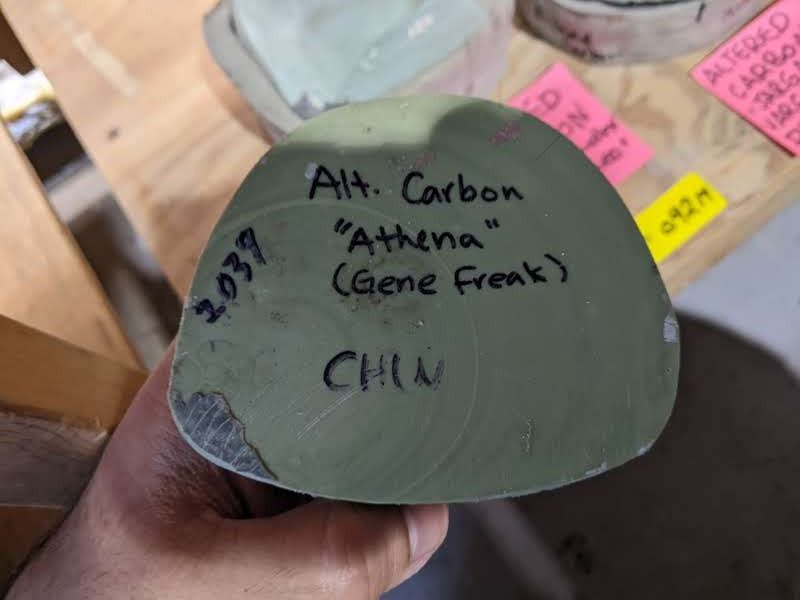 Alt. Carbon
"Athena"
(Gene Freak)
2039
CHIN
ALTERED
CARBON
092M